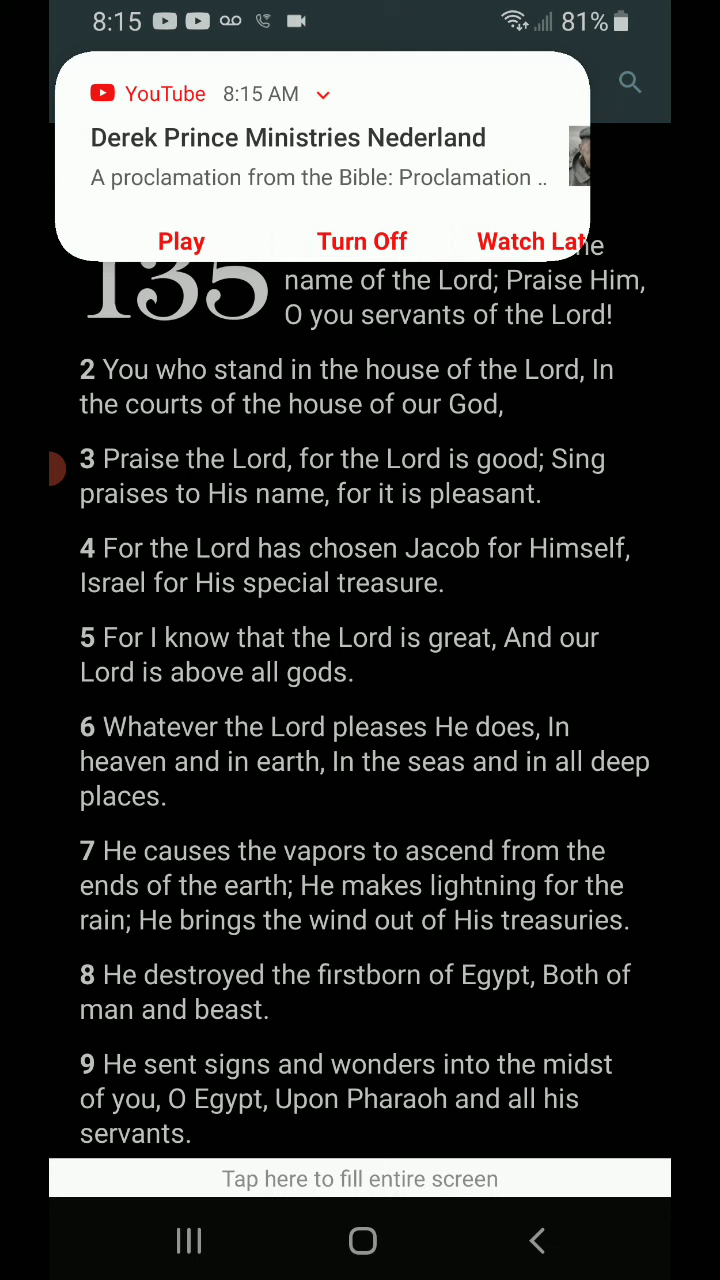 8:15 81%
YouTube 8:15 AM
Derek Prince Ministries Nederland
A proclamation from the Bible: Proclamation ..
Play Turn Off Watch Lat
135
name of the Lord; Praise Him,
O you servants of the Lord!
2 You who stand in the house of the Lord, In
the courts of the house of our God,
3 Praise the Lord, for the Lord is good; Sing
praises to His name, for it is pleasant.
4 For the Lord has chosen Jacob for Himself,
Israel for His special treasure.
5 For I know that the Lord is great, And our
Lord is above all gods.
6 Whatever the Lord pleases He does, In
heaven and in earth, In the seas and in all deep
places.
7 He causes the vapors to ascend from the
ends of the earth; He makes lightning for the
rain; He brings the wind out of His treasuries.
8 He destroyed the firstborn of Egypt, Both of
man and beast.
9 He sent signs and wonders into the midst
of you, O Egypt, Upon Pharaoh and all his
servants.
Tap here to fill entire screen